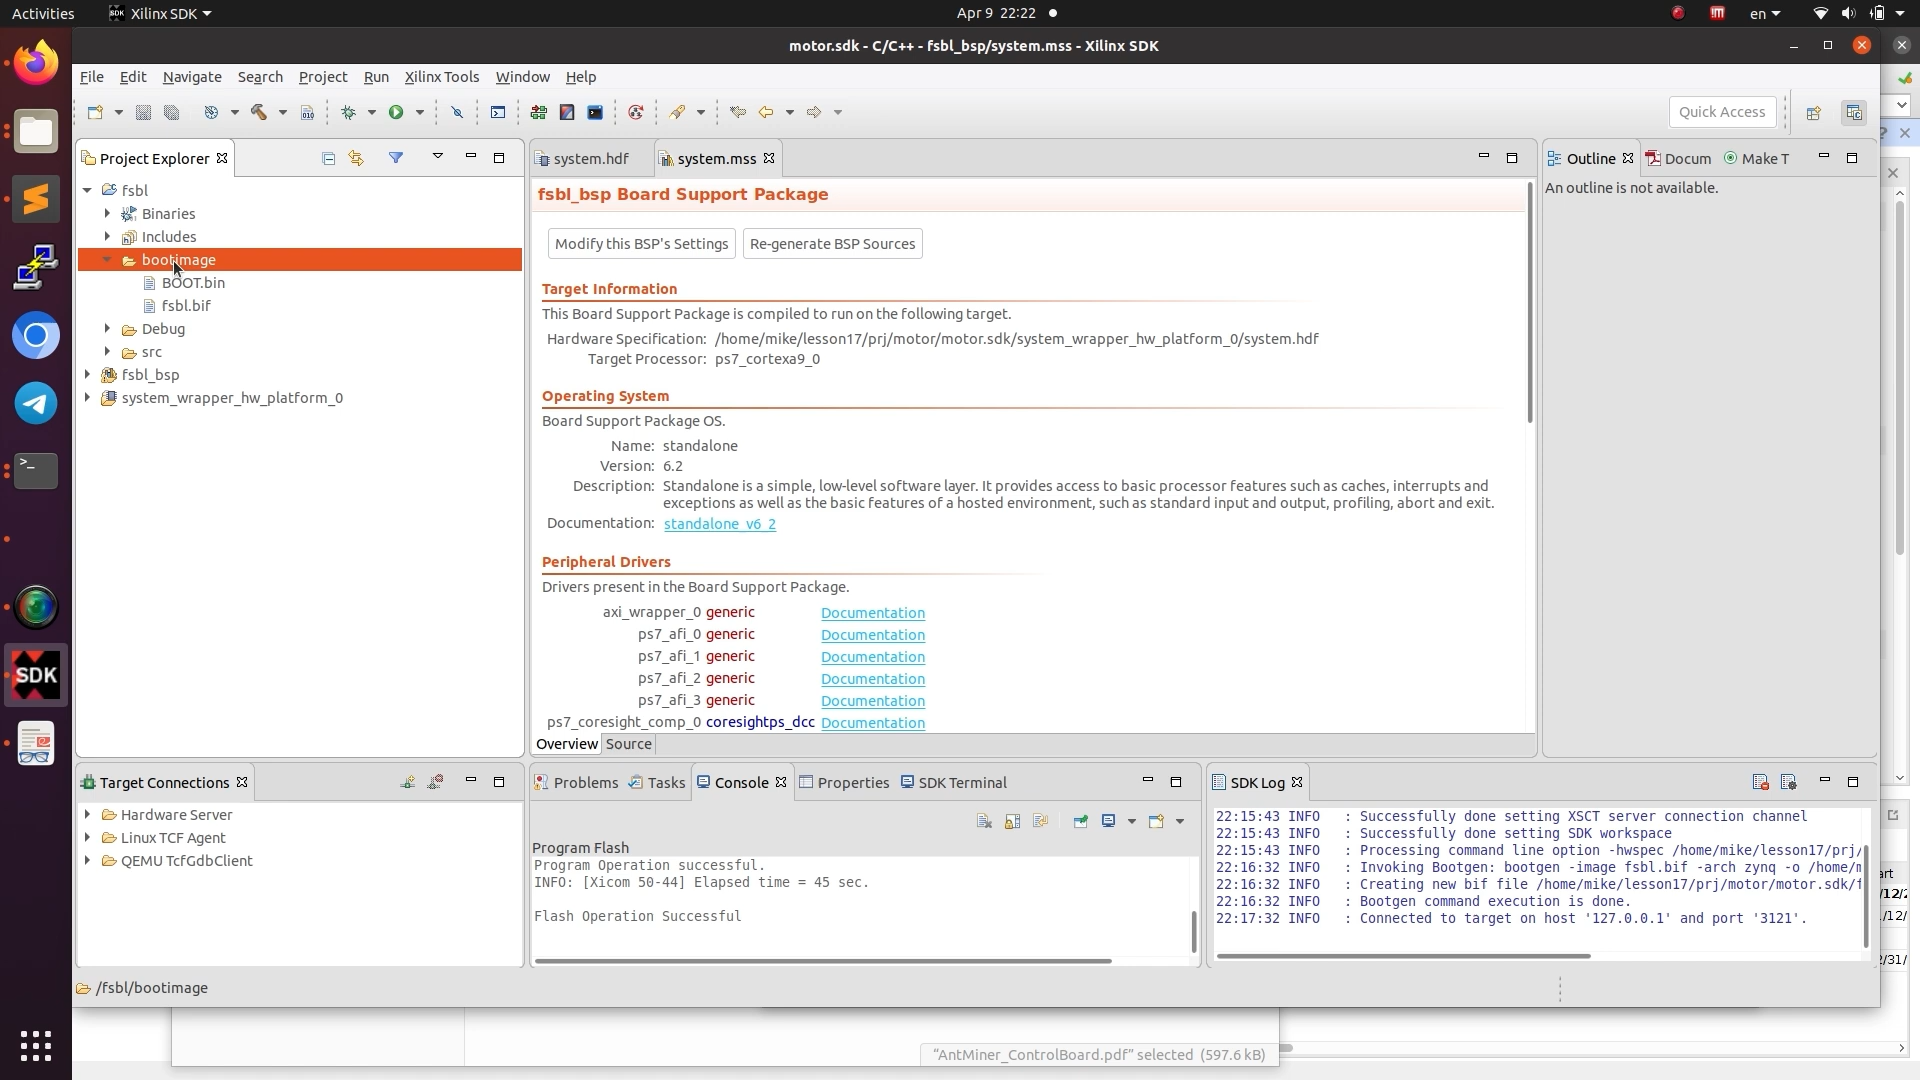 Activities
Xilinx SDK
Apr 9 22:22
en
motor.sdk - C/C++ - fsbl_bsp/system.mss - Xilinx SDK
File Edit Navigate Search Project Run Xilinx Tools Window Help
Quick Access
Project Explorer
fsbl
Binaries
Includes
bootimage
BOOT.bin
fsbl.bif
Debug
src
fsbl_bsp
system_wrapper_hw_platform_0
system.hdf
system.mss
fsbl_bsp Board Support Package
Modify this BSP's Settings
Re-generate BSP Sources
Target Information
This Board Support Package is compiled to run on the following target.
Hardware Specification: /home/mike/lesson17/prj/motor/motor.sdk/system_wrapper_hw_platform_0/system.hdf
Target Processor: ps7_cortexa9_0
Operating System
Board Support Package OS.
Name: standalone
Version: 6.2
Description: Standalone is a simple, low-level software layer. It provides access to basic processor features such as caches, interrupts and
exceptions as well as the basic features of a hosted environment, such as standard input and output, profiling, abort and exit.
Documentation: standalone_v6_2
Peripheral Drivers
Drivers present in the Board Support Package.
axi_wrapper_0 generic Documentation
ps7_afi_0 generic Documentation
ps7_afi_1 generic Documentation
ps7_afi_2 generic Documentation
ps7_afi_3 generic Documentation
ps7_coresight_comp_0 coresightps_dcc Documentation
Overview Source
Outline Docum Make T
An outline is not available.
SDK
Target Connections
Hardware Server
Linux TCF Agent
QEMU TcfGdbClient
Problems Tasks Console Properties SDK Terminal
Program Flash
Program Operation successful.
INFO: [Xicom 50-44] Elapsed time = 45 sec.
Flash Operation Successful
SDK Log
22:15:43 INFO : Successfully done setting XSCT server connection channel
22:15:43 INFO : Successfully done setting SDK workspace
22:15:43 INFO : Processing command line option -hwspec /home/mike/lesson17/prj/
22:16:32 INFO : Invoking Bootgen: bootgen -image fsbl.bif -arch zynq -o /home/m
22:16:32 INFO : Creating new bif file /home/mike/lesson17/prj/motor/motor.sdk/f
22:16:32 INFO : Bootgen command execution is done.
22:17:32 INFO : Connected to target on host '127.0.0.1' and port '3121'.
/fsbl/bootimage
"AntMiner_ControlBoard.pdf" selected (597.6 kB)